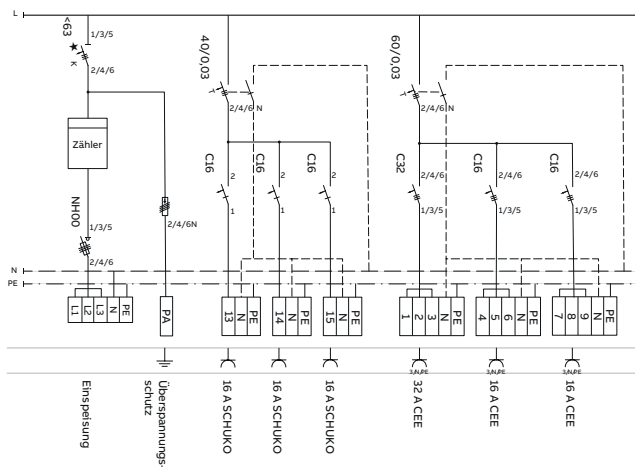 L
<63
★
1/3/5
K
2/4/6
Zähler
NH00
1/3/5
2/4/6
2/4/6N
40/0,03
T
2/4/6
N
C16
2
1
C16
2
1
C16
2
1
60/0,03
T
2/4/6
N
C32
2/4/6
1/3/5
C16
2/4/6
1/3/5
C16
2/4/6
1/3/5
N
PE
L1
L2
L3
N
PE
PA
13
N
PE
14
N
PE
15
N
PE
1
2
3
N
PE
4
5
6
N
PE
7
8
9
N
PE
3/N/PE
3/N/PE
3/N/PE
Einspeisung
Überspannungs-
schutz
16 A SCHUKO
16 A SCHUKO
16 A SCHUKO
32 A CEE
16 A CEE
16 A CEE